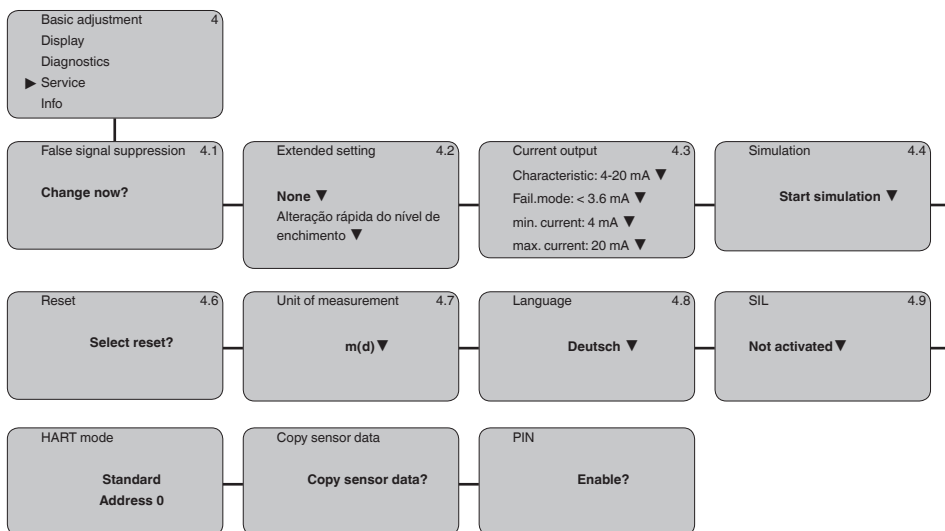 Basic adjustment 4
Display
Diagnostics
▶ Service
Info
False signal suppression 4.1
Change now?
Extended setting 4.2
None ▼
Alteração rápida do nível de
enchimento ▼
Current output 4.3
Characteristic: 4-20 mA ▼
Fail.mode: < 3.6 mA ▼
min. current: 4 mA ▼
max. current: 20 mA ▼
Simulation 4.4
Start simulation ▼
Reset 4.6
Select reset?
Unit of measurement 4.7
m(d) ▼
Language 4.8
Deutsch ▼
SIL 4.9
Not activated ▼
HART mode
Standard
Address 0
Copy sensor data
Copy sensor data?
PIN
Enable?